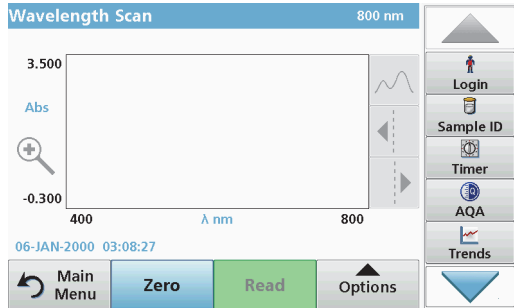 Wavelength Scan 800 nm
3.500
Abs
-0.300
400 λ nm 800
06-JAN-2000 03:08:27
Main
Menu
Zero
Read
Options
Login
Sample ID
Timer
AQA
Trends